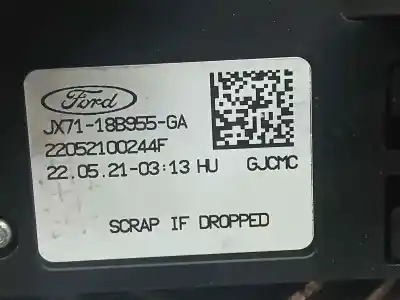 Ford
JX71-18B955-GA
22052100244F
22.05.21-03:13 HU GJCMC
SCRAP IF DROPPED